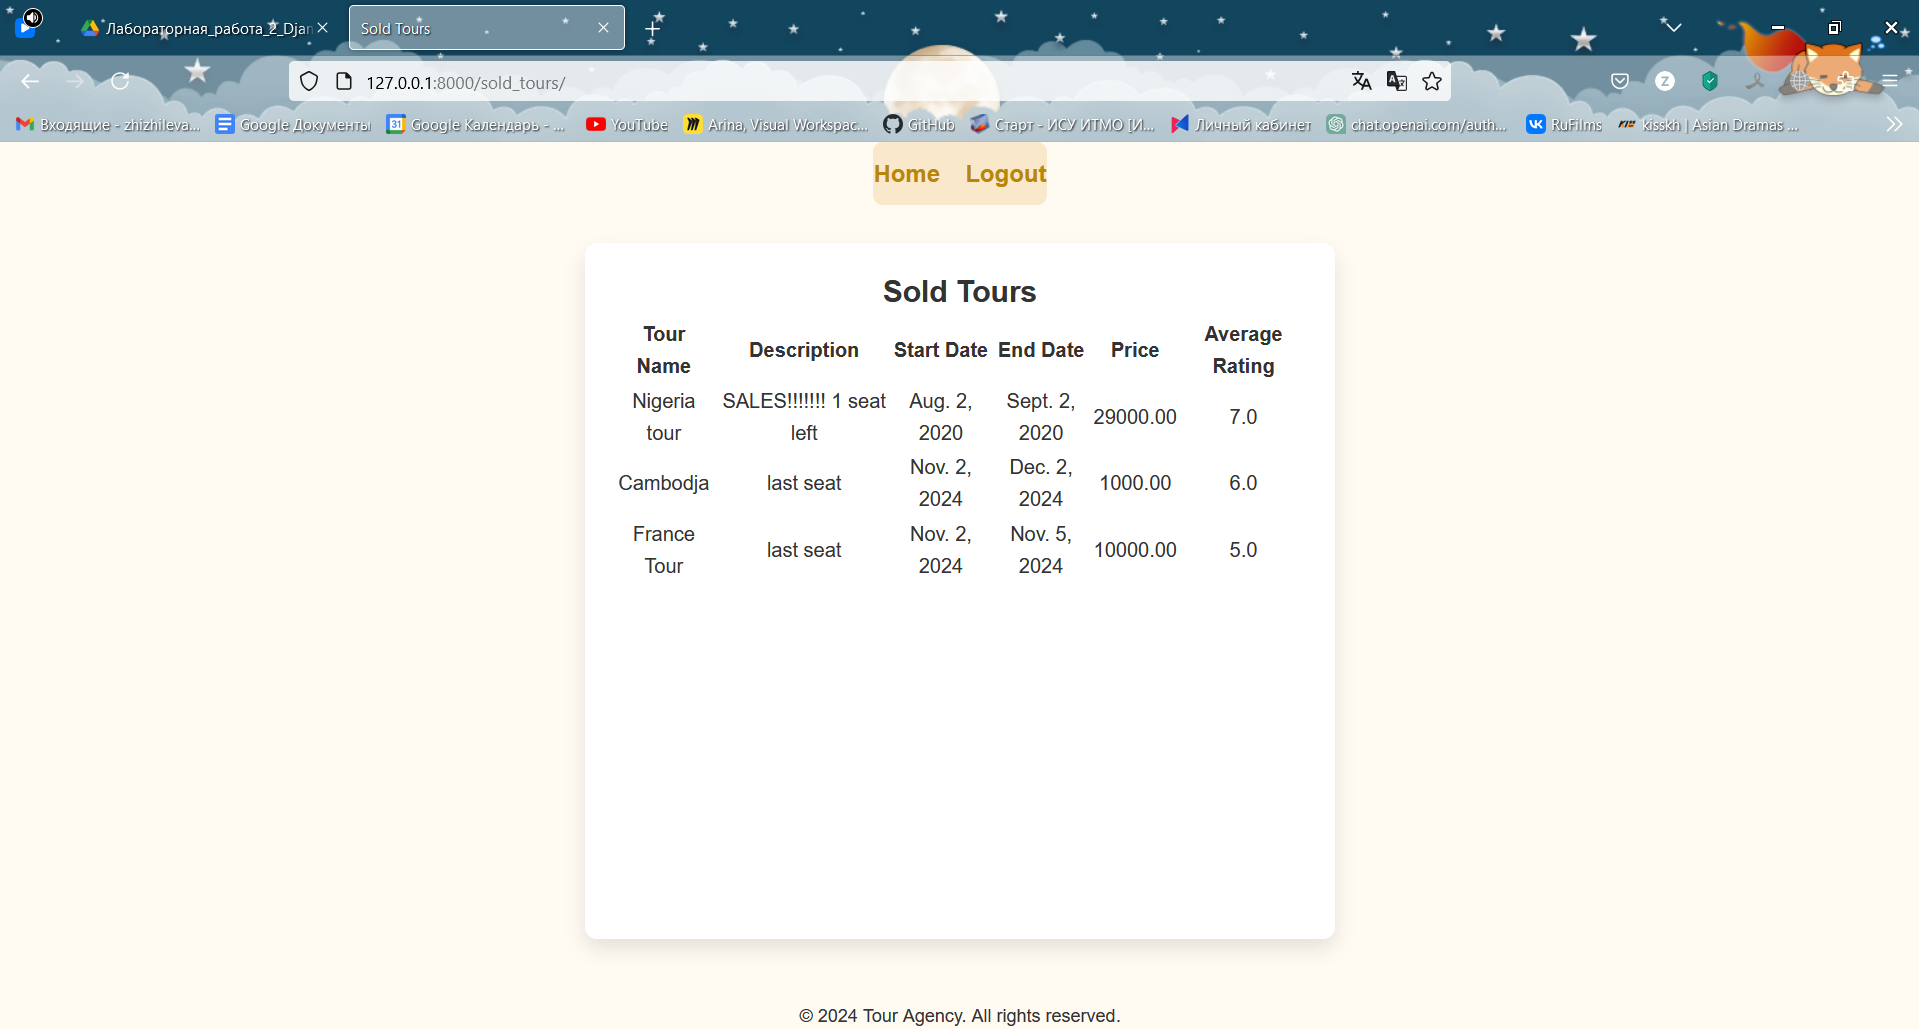 Лабораторная_работа_2_Djan
Sold Tours
127.0.0.1:8000/sold_tours/
Входящие - zhizhileva...
Google Документы
31
Google Календарь - ...
YouTube
Arina, Visual Workspac...
GitHub
Старт - ИСУ ИТМО [И...
Личный кабинет
chat.openai.com/auth...
RuFilms
kisskh | Asian Dramas ...
Home Logout
Sold Tours
Tour Name Description Start Date End Date Price Average Rating
Nigeria tour SALES!!!!!!! 1 seat left Aug. 2, 2020 Sept. 2, 2020 29000.00 7.0
Cambodja last seat Nov. 2, 2024 Dec. 2, 2024 1000.00 6.0
France Tour last seat Nov. 2, 2024 Nov. 5, 2024 10000.00 5.0
© 2024 Tour Agency. All rights reserved.